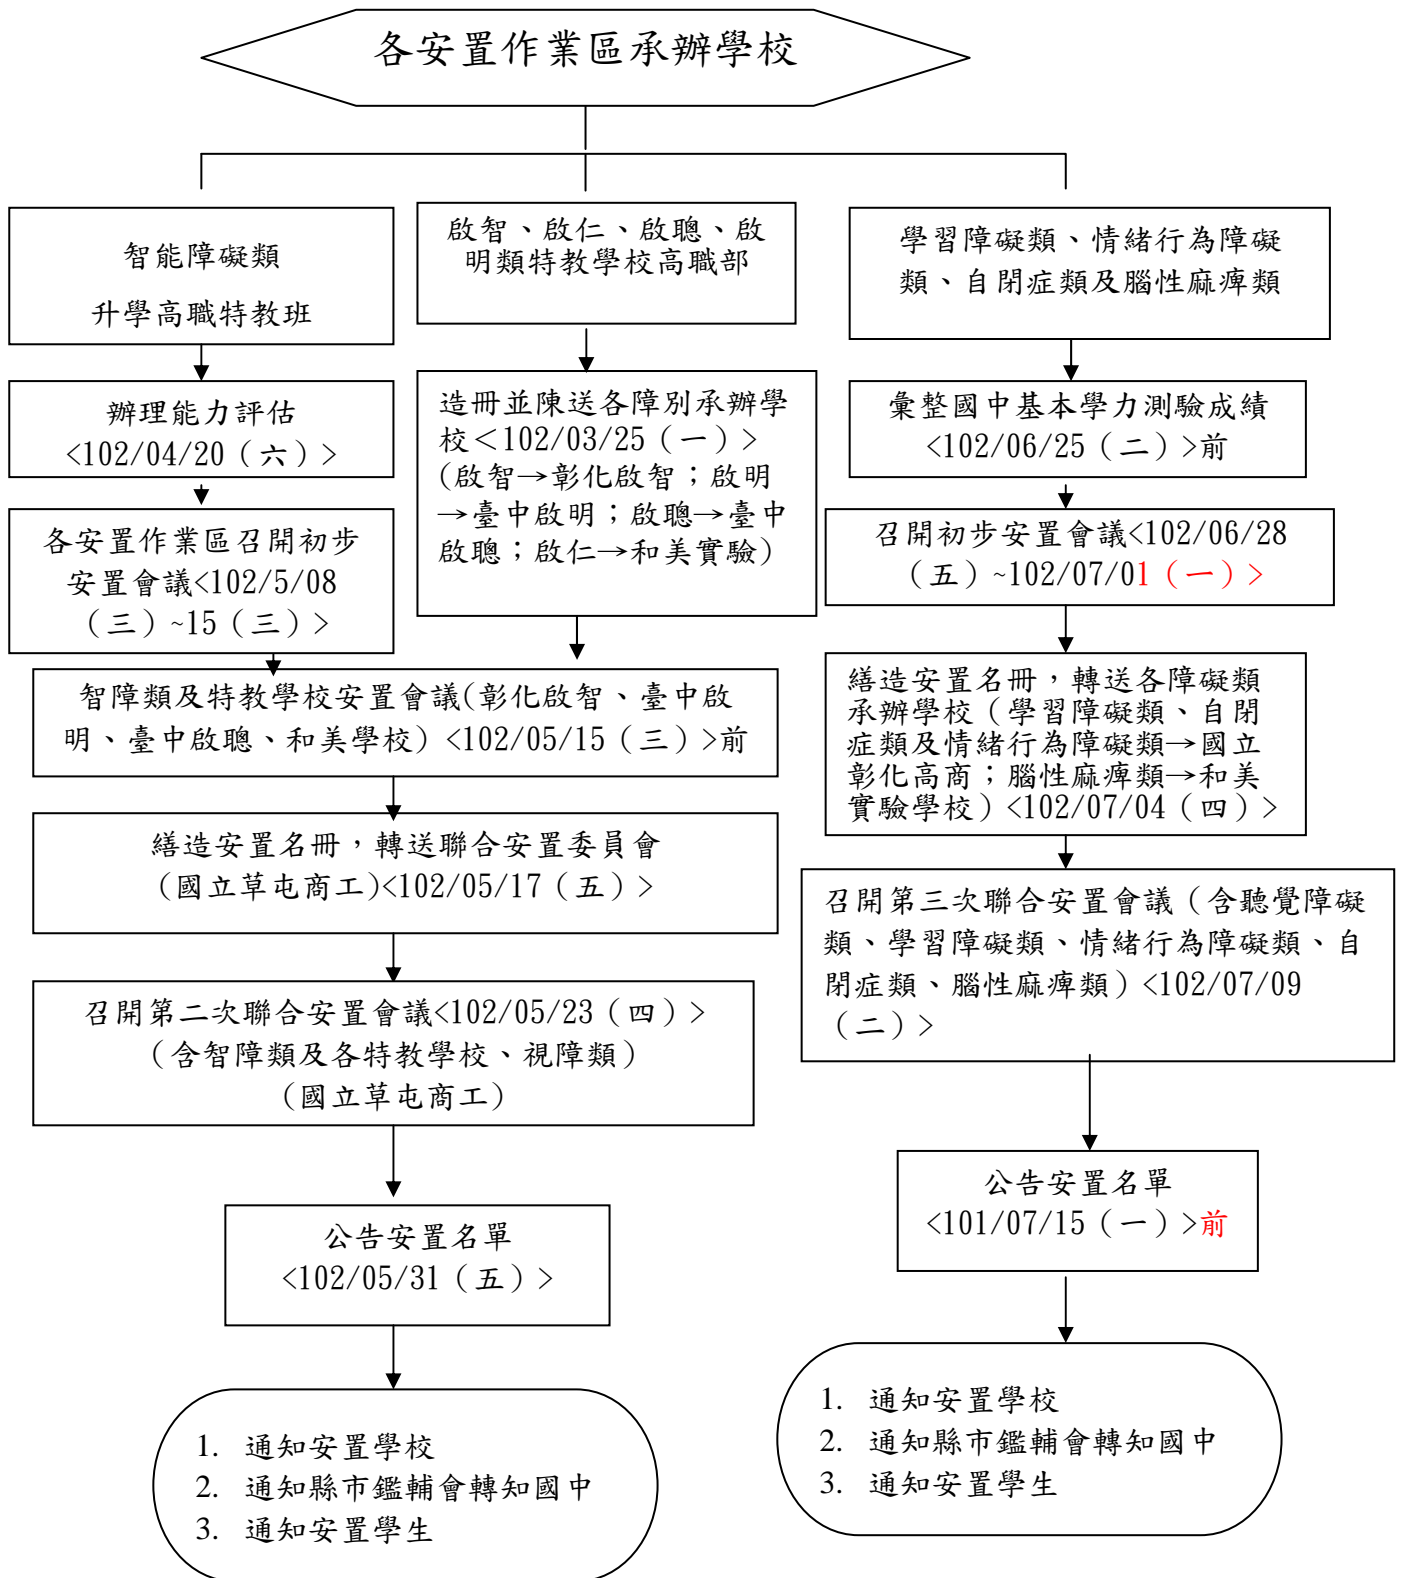 各安置作業區承辦學校
智能障礙類
升學高職特教班
啟智、啟仁、啟聰、啟
明類特教學校高職部
學習障礙類、情緒行為障礙
類、自閉症類及腦性麻痺類
辦理能力評估
<102/04/20（六）>
造冊並陳送各障別承辦學
校＜102/03/25（一）>
(啟智→彰化啟智；啟明
→臺中啟明；啟聰→臺中
啟聰；啟仁→和美實驗)
彙整國中基本學力測驗成績
<102/06/25（二）>前
各安置作業區召開初步
安置會議<102/5/08
（三）~15（三）>
召開初步安置會議<102/06/28
（五）~102/07/01（一）>
智障類及特教學校安置會議(彰化啟智、臺中啟
明、臺中啟聰、和美學校）<102/05/15（三）>前
繕造安置名冊，轉送各障礙類
承辦學校（學習障礙類、自閉
症類及情緒行為障礙類→國立
彰化高商；腦性麻痺類→和美
實驗學校）<102/07/04（四）>
繕造安置名冊，轉送聯合安置委員會
(國立草屯商工)<102/05/17（五）>
召開第三次聯合安置會議（含聽覺障礙
類、學習障礙類、情緒行為障礙類、自
閉症類、腦性麻痺類）<102/07/09
（二）>
召開第二次聯合安置會議<102/05/23（四）>
（含智障類及各特教學校、視障類）
（國立草屯商工）
公告安置名單
<101/07/15（一）>前
公告安置名單
<102/05/31（五）>
1. 通知安置學校
2. 通知縣市鑑輔會轉知國中
3. 通知安置學生
1. 通知安置學校
2. 通知縣市鑑輔會轉知國中
3. 通知安置學生